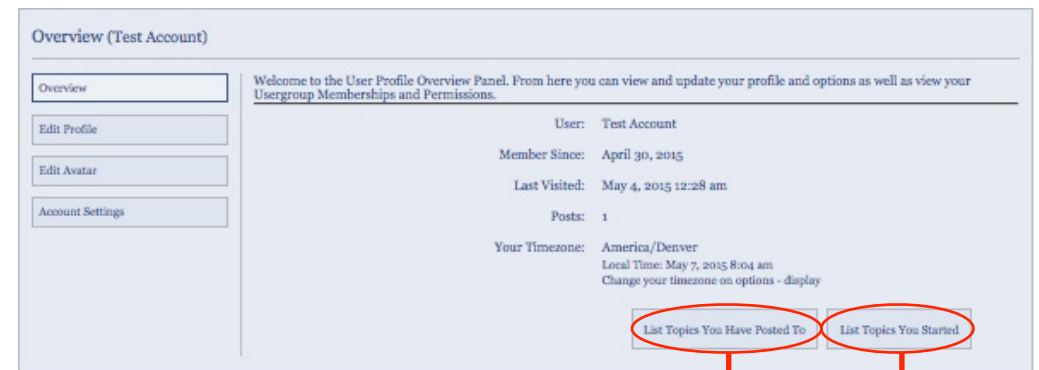 Overview (Test Account)
Overview
Edit Profile
Edit Avatar
Account Settings
Welcome to the User Profile Overview Panel. From here you can view and update your profile and options as well as view your
Usergroup Memberships and Permissions.
User: Test Account
Member Since: April 30, 2015
Last Visited: May 4, 2015 12:28 am
Posts: 1
Your Timezone: America/Denver
Local Time: May 7, 2015 8:04 am
Change your timezone on options - display
List Topics You Have Posted To List Topics You Started